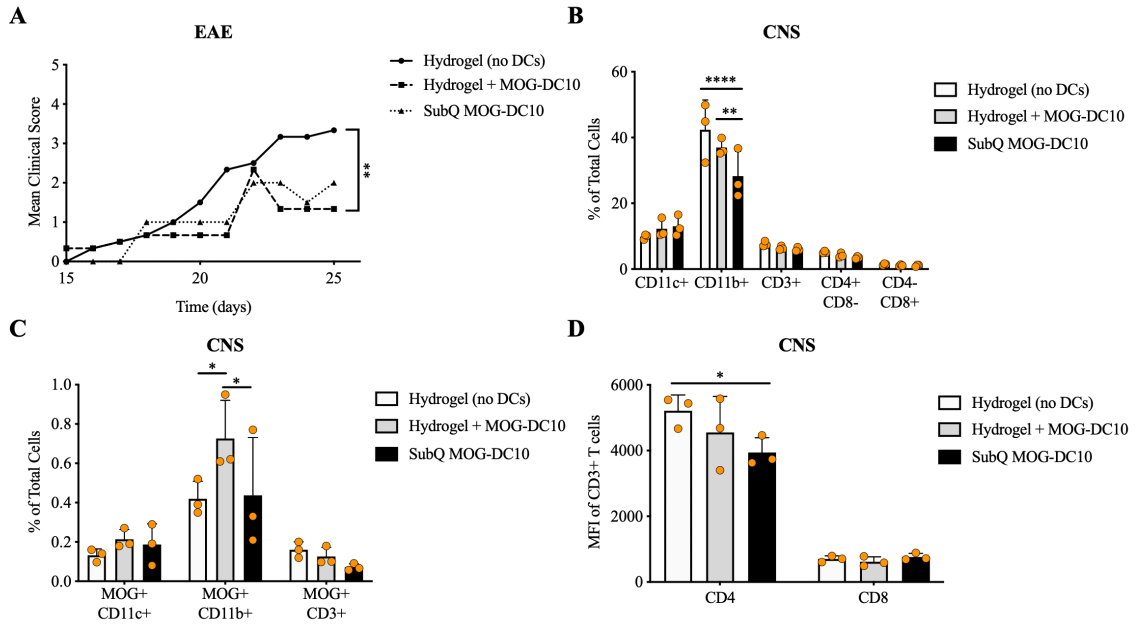 A
EAE
5
4
3
2
1
0
15
20
25
Mean Clinical Score
Time (days)
Hydrogel (no DCs)
Hydrogel + MOG-DC10
SubQ MOG-DC10
**
B
CNS
60
40
20
0
% of Total Cells
****
**
CD11c+
CD11b+
CD3+
CD4+
CD8-
CD4-
CD8+
Hydrogel (no DCs)
Hydrogel + MOG-DC10
SubQ MOG-DC10
C
CNS
1.0
0.8
0.6
0.4
0.2
0.0
% of Total Cells
*
*
MOG+
CD11c+
MOG+
CD11b+
MOG+
CD3+
Hydrogel (no DCs)
Hydrogel + MOG-DC10
SubQ MOG-DC10
D
CNS
6000
4000
2000
0
MFI of CD3+ T cells
*
CD4
CD8
Hydrogel (no DCs)
Hydrogel + MOG-DC10
SubQ MOG-DC10